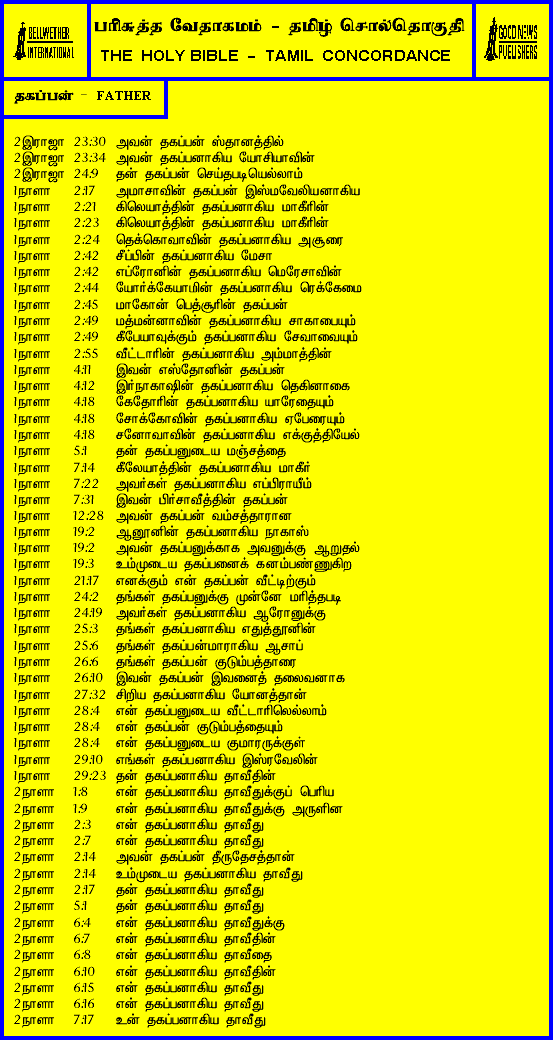 BELLWETHER
INTERNATIONAL
பரிசுத்த வேதாகமம் - தமிழ் சொல்தொகுதி
THE HOLY BIBLE - TAMIL CONCORDANCE
GOOD NEWS
PUBLISHERS
தகப்பன் - FATHER
2இராஜா 23:30 அவன் தகப்பன் ஸ்தானத்தில்
2இராஜா 23:34 அவன் தகப்பனாகிய யோசியாவின்
2இராஜா 24:9 தன் தகப்பன் செய்தபடியெல்லாம்
1நாளா 2:17 அமாசாவின் தகப்பன் இஸ்மவேலியனாகிய
1நாளா 2:21 கிலெயாத்தின் தகப்பனாகிய மாகீரின்
1நாளா 2:23 கிலெயாத்தின் தகப்பனாகிய மாகீரின்
1நாளா 2:24 தெக்கொவாவின் தகப்பனாகிய அசூரை
1நாளா 2:42 சீப்பின் தகப்பனாகிய மேசா
1நாளா 2:42 எப்ரோனின் தகப்பனாகிய மெரேசாவின்
1நாளா 2:44 யோர்க்கேயாமின் தகப்பனாகிய ரெக்கேமை
1நாளா 2:45 மாகோன் பெத்சூரின் தகப்பன்
1நாளா 2:49 மத்மன்னாவின் தகப்பனாகிய சாகாபையும்
1நாளா 2:49 கீபேயாவுக்கும் தகப்பனாகிய சேவாவையும்
1நாளா 2:55 வீட்டாரின் தகப்பனாகிய அம்மாத்தின்
1நாளா 4:11 இவன் எஸ்தோனின் தகப்பன்
1நாளா 4:12 இர்நாகாஷின் தகப்பனாகிய தெகினாகை
1நாளா 4:18 கேதோரின் தகப்பனாகிய யாரேதையும்
1நாளா 4:18 சோக்கோவின் தகப்பனாகிய ஏபேரையும்
1நாளா 4:18 சனோவாவின் தகப்பனாகிய எக்குத்தியேல்
1நாளா 5:1 தன் தகப்பனுடைய மஞ்சத்தை
1நாளா 7:14 கீலேயாத்தின் தகப்பனாகிய மாகீர்
1நாளா 7:22 அவர்கள் தகப்பனாகிய எப்பிராயீம்
1நாளா 7:31 இவன் பிர்சாவீத்தின் தகப்பன்
1நாளா 12:28 அவன் தகப்பன் வம்சத்தாரான
1நாளா 19:2 ஆனூனின் தகப்பனாகிய நாகாஸ்
1நாளா 19:2 அவன் தகப்பனுக்காக அவனுக்கு ஆறுதல்
1நாளா 19:3 உம்முடைய தகப்பனைக் கனம்பண்ணுகிற
1நாளா 21:17 எனக்கும் என் தகப்பன் வீட்டிற்கும்
1நாளா 24:2 தங்கள் தகப்பனுக்கு முன்னே மரித்தபடி
1நாளா 24:19 அவர்கள் தகப்பனாகிய ஆரோனுக்கு
1நாளா 25:3 தங்கள் தகப்பனாகிய எதுத்தூனின்
1நாளா 25:6 தங்கள் தகப்பன்மாராகிய ஆசாப்
1நாளா 26:6 தங்கள் தகப்பன் குடும்பத்தாரை
1நாளா 26:10 இவன் தகப்பன் இவனைத் தலைவனாக
1நாளா 27:32 சிறிய தகப்பனாகிய யோனத்தான்
1நாளா 28:4 என் தகப்பனுடைய வீட்டாரிலெல்லாம்
1நாளா 28:4 என் தகப்பன் குடும்பத்தையும்
1நாளா 28:4 என் தகப்பனுடைய குமாரருக்குள்
1நாளா 29:10 எங்கள் தகப்பனாகிய இஸ்ரவேலின்
1நாளா 29:23 தன் தகப்பனாகிய தாவீதின்
2நாளா 1:8 என் தகப்பனாகிய தாவீதுக்குப் பெரிய
2நாளா 1:9 என் தகப்பனாகிய தாவீதுக்கு அருளின
2நாளா 2:3 என் தகப்பனாகிய தாவீது
2நாளா 2:7 என் தகப்பனாகிய தாவீது
2நாளா 2:14 அவன் தகப்பன் தீருதேசத்தான்
2நாளா 2:14 உம்முடைய தகப்பனாகிய தாவீது
2நாளா 2:17 தன் தகப்பனாகிய தாவீது
2நாளா 5:1 தன் தகப்பனாகிய தாவீது
2நாளா 6:4 என் தகப்பனாகிய தாவீதுக்கு
2நாளா 6:7 என் தகப்பனாகிய தாவீதின்
2நாளா 6:8 என் தகப்பனாகிய தாவீதை
2நாளா 6:10 என் தகப்பனாகிய தாவீதின்
2நாளா 6:15 என் தகப்பனாகிய தாவீது
2நாளா 6:16 என் தகப்பனாகிய தாவீது
2நாளா 7:17 உன் தகப்பனாகிய தாவீது